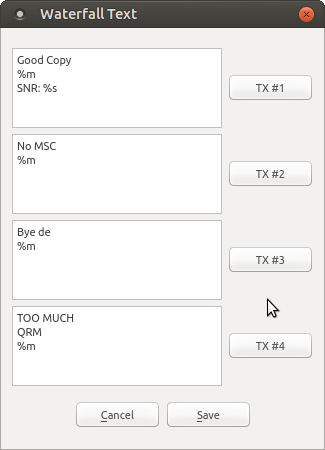 Waterfall Text
Good Copy
%m
SNR: %s
TX #1
No MSC
%m
TX #2
Bye de
%m
TX #3
TOO MUCH
QRM
%m
TX #4
Cancel
Save